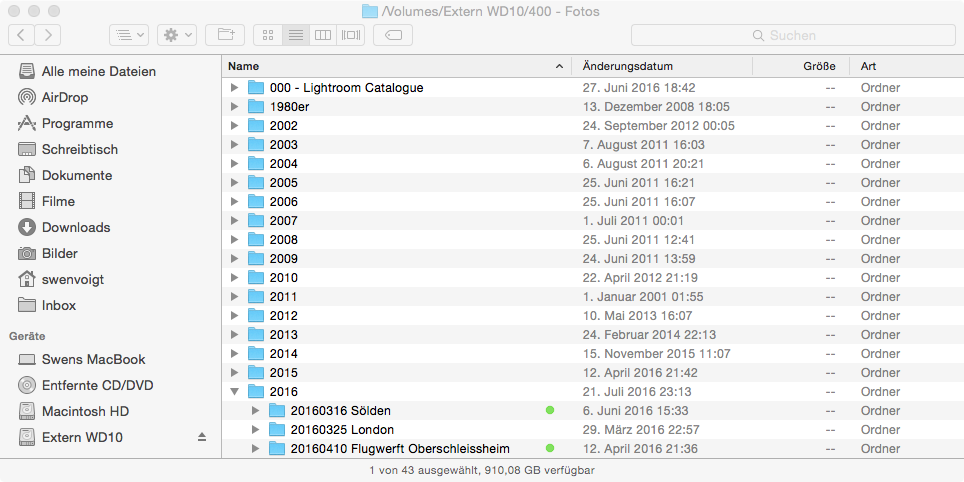 /Volumes/Extern WD10/400 - Fotos
Suchen
Alle meine Dateien
AirDrop
Programme
Schreibtisch
Dokumente
Filme
Downloads
Bilder
swenvoigt
Inbox
Geräte
Swens MacBook
Entfernte CD/DVD
Macintosh HD
Extern WD10
Name Änderungsdatum Größe Art
000 - Lightroom Catalogue 27. Juni 2016 18:42 -- Ordner
1980er 13. Dezember 2008 18:05 -- Ordner
2002 24. September 2012 00:05 -- Ordner
2003 7. August 2011 16:03 -- Ordner
2004 6. August 2011 20:21 -- Ordner
2005 25. Juni 2011 16:21 -- Ordner
2006 25. Juni 2011 16:07 -- Ordner
2007 1. Juli 2011 00:01 -- Ordner
2008 25. Juni 2011 12:41 -- Ordner
2009 24. Juni 2011 13:59 -- Ordner
2010 22. April 2012 21:19 -- Ordner
2011 1. Januar 2001 01:55 -- Ordner
2012 10. Mai 2013 16:07 -- Ordner
2013 24. Februar 2014 22:13 -- Ordner
2014 15. November 2015 11:07 -- Ordner
2015 12. April 2016 21:42 -- Ordner
2016 21. Juli 2016 23:13 -- Ordner
20160316 Sölden 6. Juni 2016 15:33 -- Ordner
20160325 London 29. März 2016 22:57 -- Ordner
20160410 Flugwerft Oberschleissheim 12. April 2016 21:36 -- Ordner
1 von 43 ausgewählt, 910,08 GB verfügbar